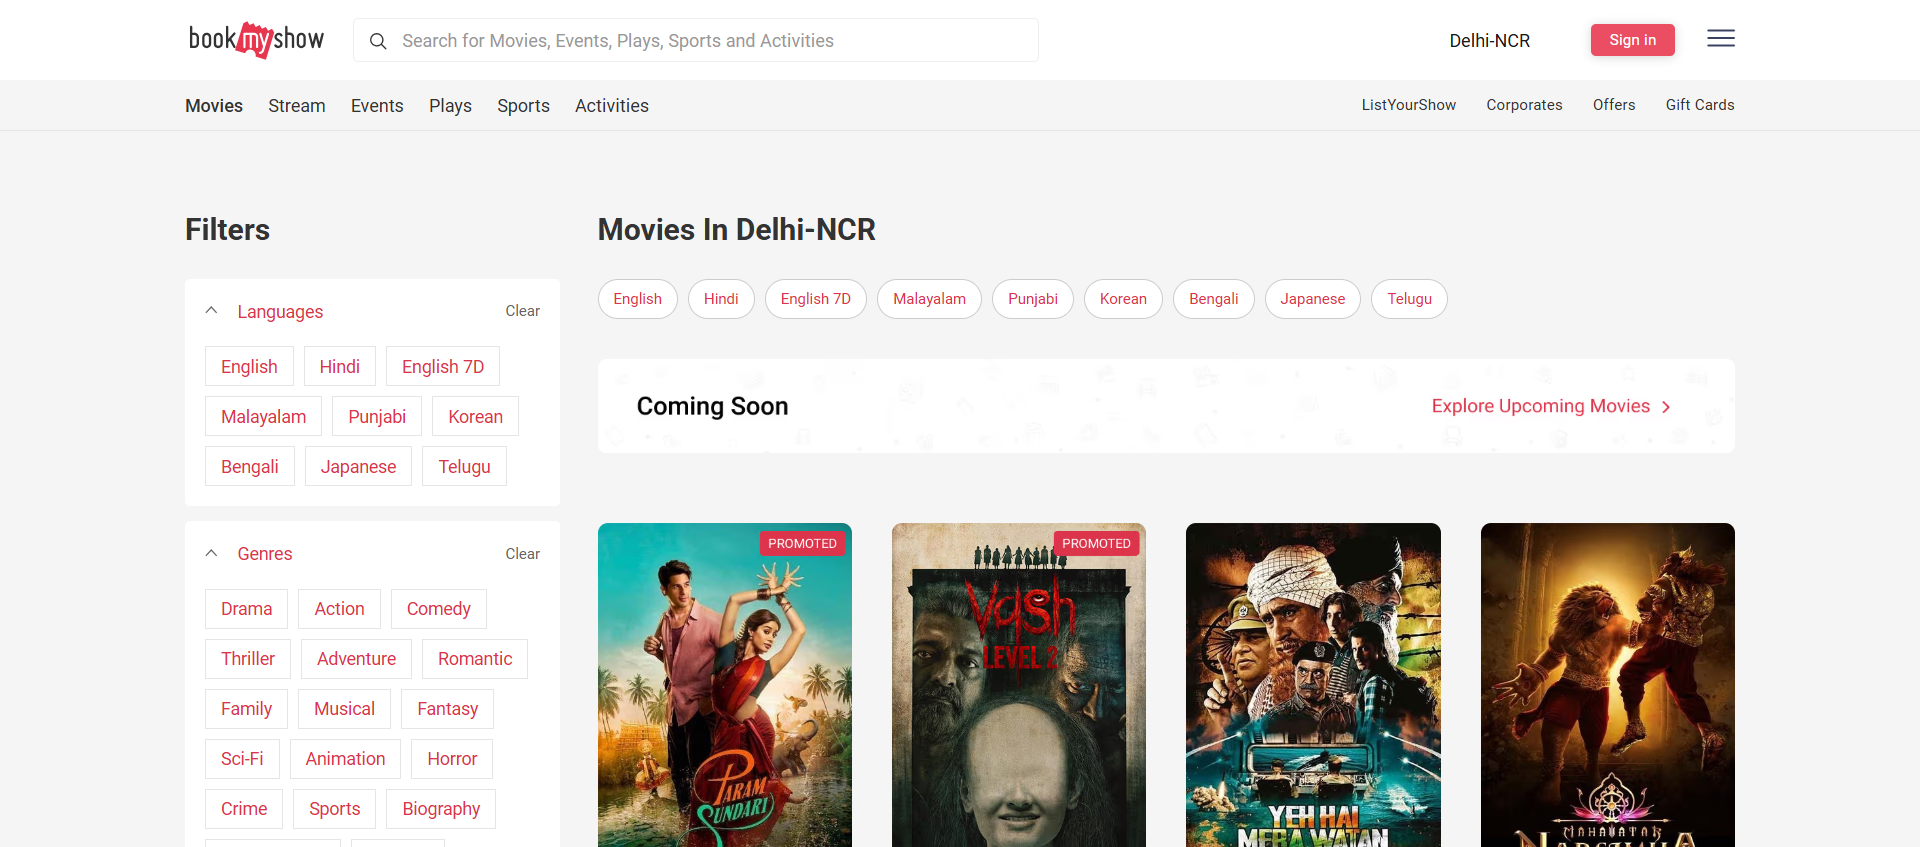 bookmyshow
Search for Movies, Events, Plays, Sports and Activities
Delhi-NCR
Sign in
Movies Stream Events Plays Sports Activities
ListYourShow Corporates Offers Gift Cards
Filters
Languages Clear
English Hindi English 7D
Malayalam Punjabi Korean
Bengali Japanese Telugu
Genres Clear
Drama Action Comedy
Thriller Adventure Romantic
Family Musical Fantasy
Sci-Fi Animation Horror
Crime Sports Biography
Movies In Delhi-NCR
English Hindi English 7D Malayalam Punjabi Korean Bengali Japanese Telugu
Coming Soon
Explore Upcoming Movies
PROMOTED
PARAM
SUNDARI
PROMOTED
Vash
LEVEL 2
YEH HAI
MERA WATAN
MAHAVATAR